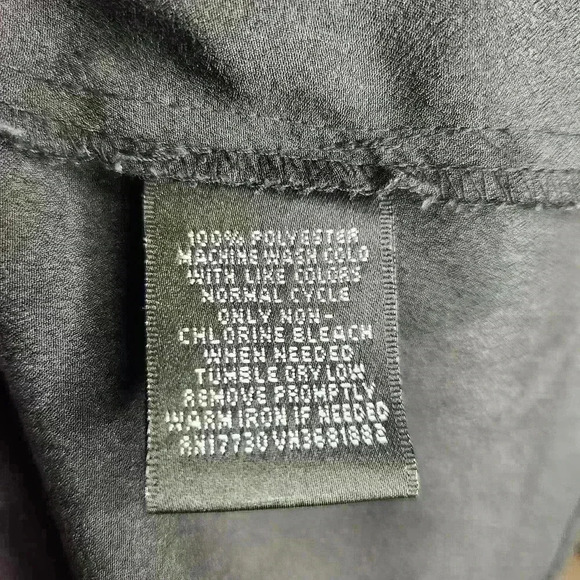 100% POLYESTER
MACHINE WASH COLD
WITH LIKE COLORS
NORMAL CYCLE
ONLY NON-
CHLORINE BLEACH
WHEN NEEDED
TUMBLE DRY LOW
REMOVE PROMPTLY
WARM IRON IF NEEDED
RN17730